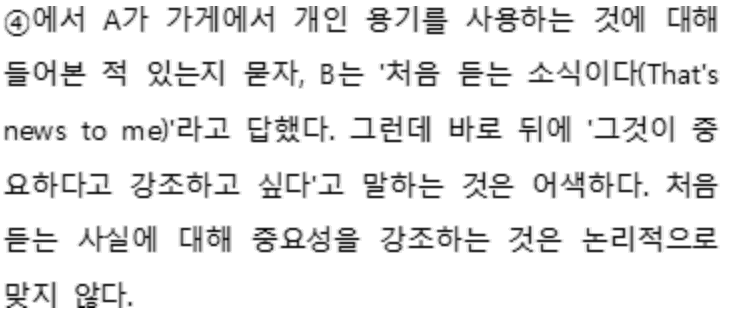 ④에서 A가 가게에서 개인 용기를 사용하는 것에 대해
들어본 적 있는지 묻자, B는 '처음 듣는 소식이다(That's
news to me)'라고 답했다. 그런데 바로 뒤에 '그것이 중
요하다고 강조하고 싶다'고 말하는 것은 어색하다. 처음
듣는 사실에 대해 중요성을 강조하는 것은 논리적으로
맞지 않다.